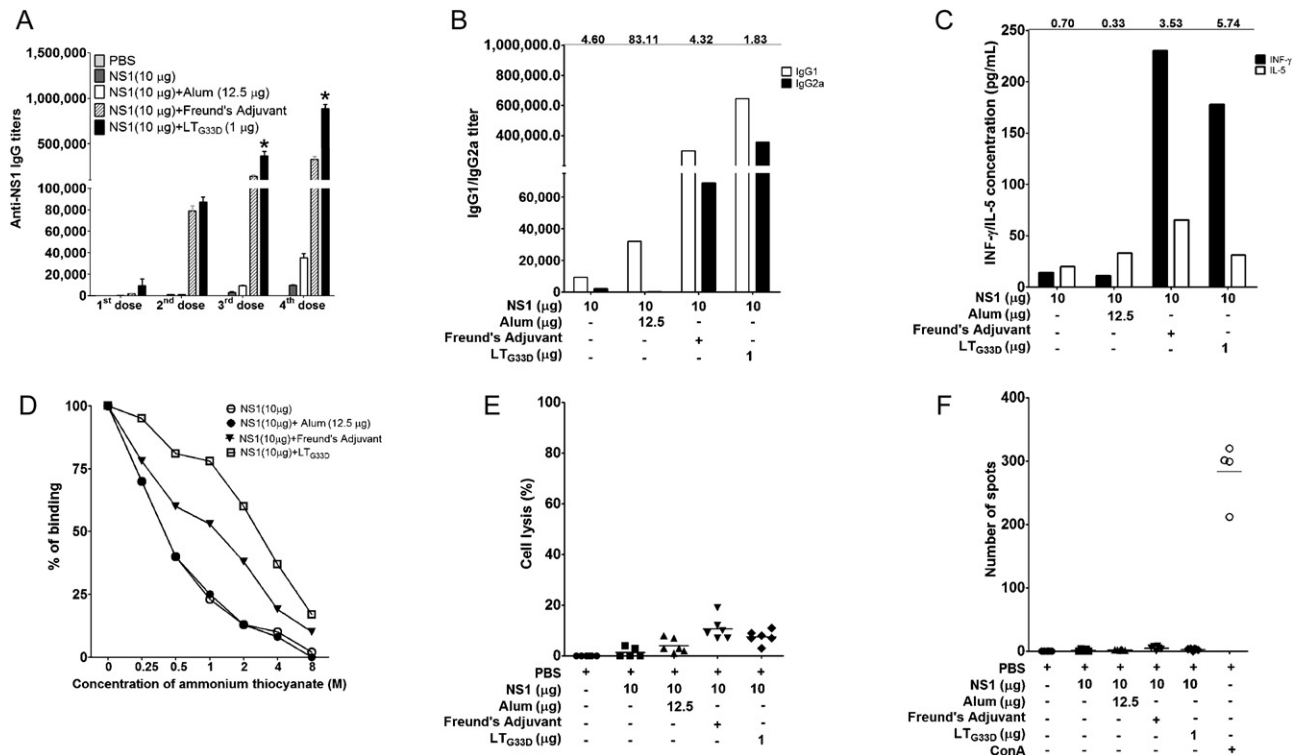 A
1,500,000
1,000,000
500,000
100,000
80,000
60,000
40,000
20,000
0
Anti-NS1 IgG titers
PBS
NS1(10 µg)
NS1(10 µg)+Alum (12.5 µg)
NS1(10 µg)+Freund's Adjuvant
NS1(10 µg)+LTG33D (1 µg)
*
*
1st dose 2nd dose 3rd dose 4th dose
B
4.60 83.11 4.32 1.83
1,000,000.0
800,000.0
600,000.0
400,000.0
200,000.0
60,000
40,000
20,000
0
IgG1/IgG2a titer
IgG1
IgG2a
NS1 (µg) 10 10 10 10
Alum (µg) - 12.5 - -
Freund's Adjuvant - - + -
LTG33D (µg) - - - 1
C
0.70 0.33 3.53 5.74
250
200
150
100
50
0
INF-γ/IL-5 concentration (pg/mL)
INF-γ
IL-5
NS1 (µg) 10 10 10 10
Alum (µg) - 12.5 - -
Freund's Adjuvant - - + -
LTG33D (µg) - - - 1
D
100
75
50
25
0
% of binding
NS1(10µg)
NS1(10µg)+ Alum (12.5 µg)
NS1(10µg)+Freund's Adjuvant
NS1(10µg)+LTG33D
0 0.25 0.5 1 2 4 8
Concentration of ammonium thiocyanate (M)
E
100
80
60
40
20
0
Cell lysis (%)
PBS + + + + +
NS1 (µg) - 10 10 10 10
Alum (µg) - - 12.5 - -
Freund's Adjuvant - - - + -
LTG33D (µg) - - - - 1
F
400
300
200
100
0
Number of spots
PBS + + + + + +
NS1 (µg) - 10 10 10 10 -
Alum (µg) - - 12.5 - - -
Freund's Adjuvant - - - + - -
LTG33D (µg) - - - - 1 -
ConA - - - - - +